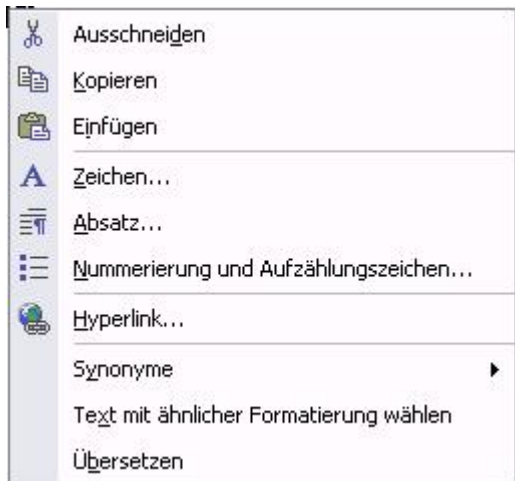 Ausschneiden
Kopieren
Einfügen
Zeichen...
Absatz...
Nummerierung und Aufzählungszeichen...
Hyperlink...
Synonyme
Text mit ähnlicher Formatierung wählen
Übersetzen